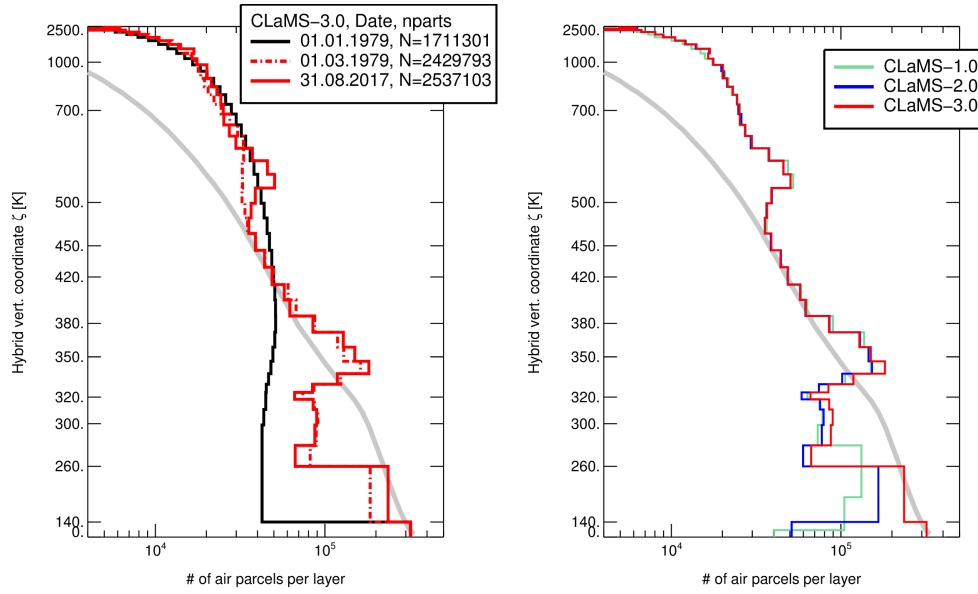 CLaMS-3.0, Date, nparts
01.01.1979, N=1711301
01.03.1979, N=2429793
31.08.2017, N=2537103
2500.
1000.
700.
500.
450.
420.
380.
350.
320.
300.
260.
140.
0.
Hybrid vert. coordinate ζ [K]
10⁴
10⁵
# of air parcels per layer
CLaMS-1.0
CLaMS-2.0
CLaMS-3.0
2500.
1000.
700.
500.
450.
420.
380.
350.
320.
300.
260.
140.
0.
Hybrid vert. coordinate ζ [K]
10⁴
10⁵
# of air parcels per layer